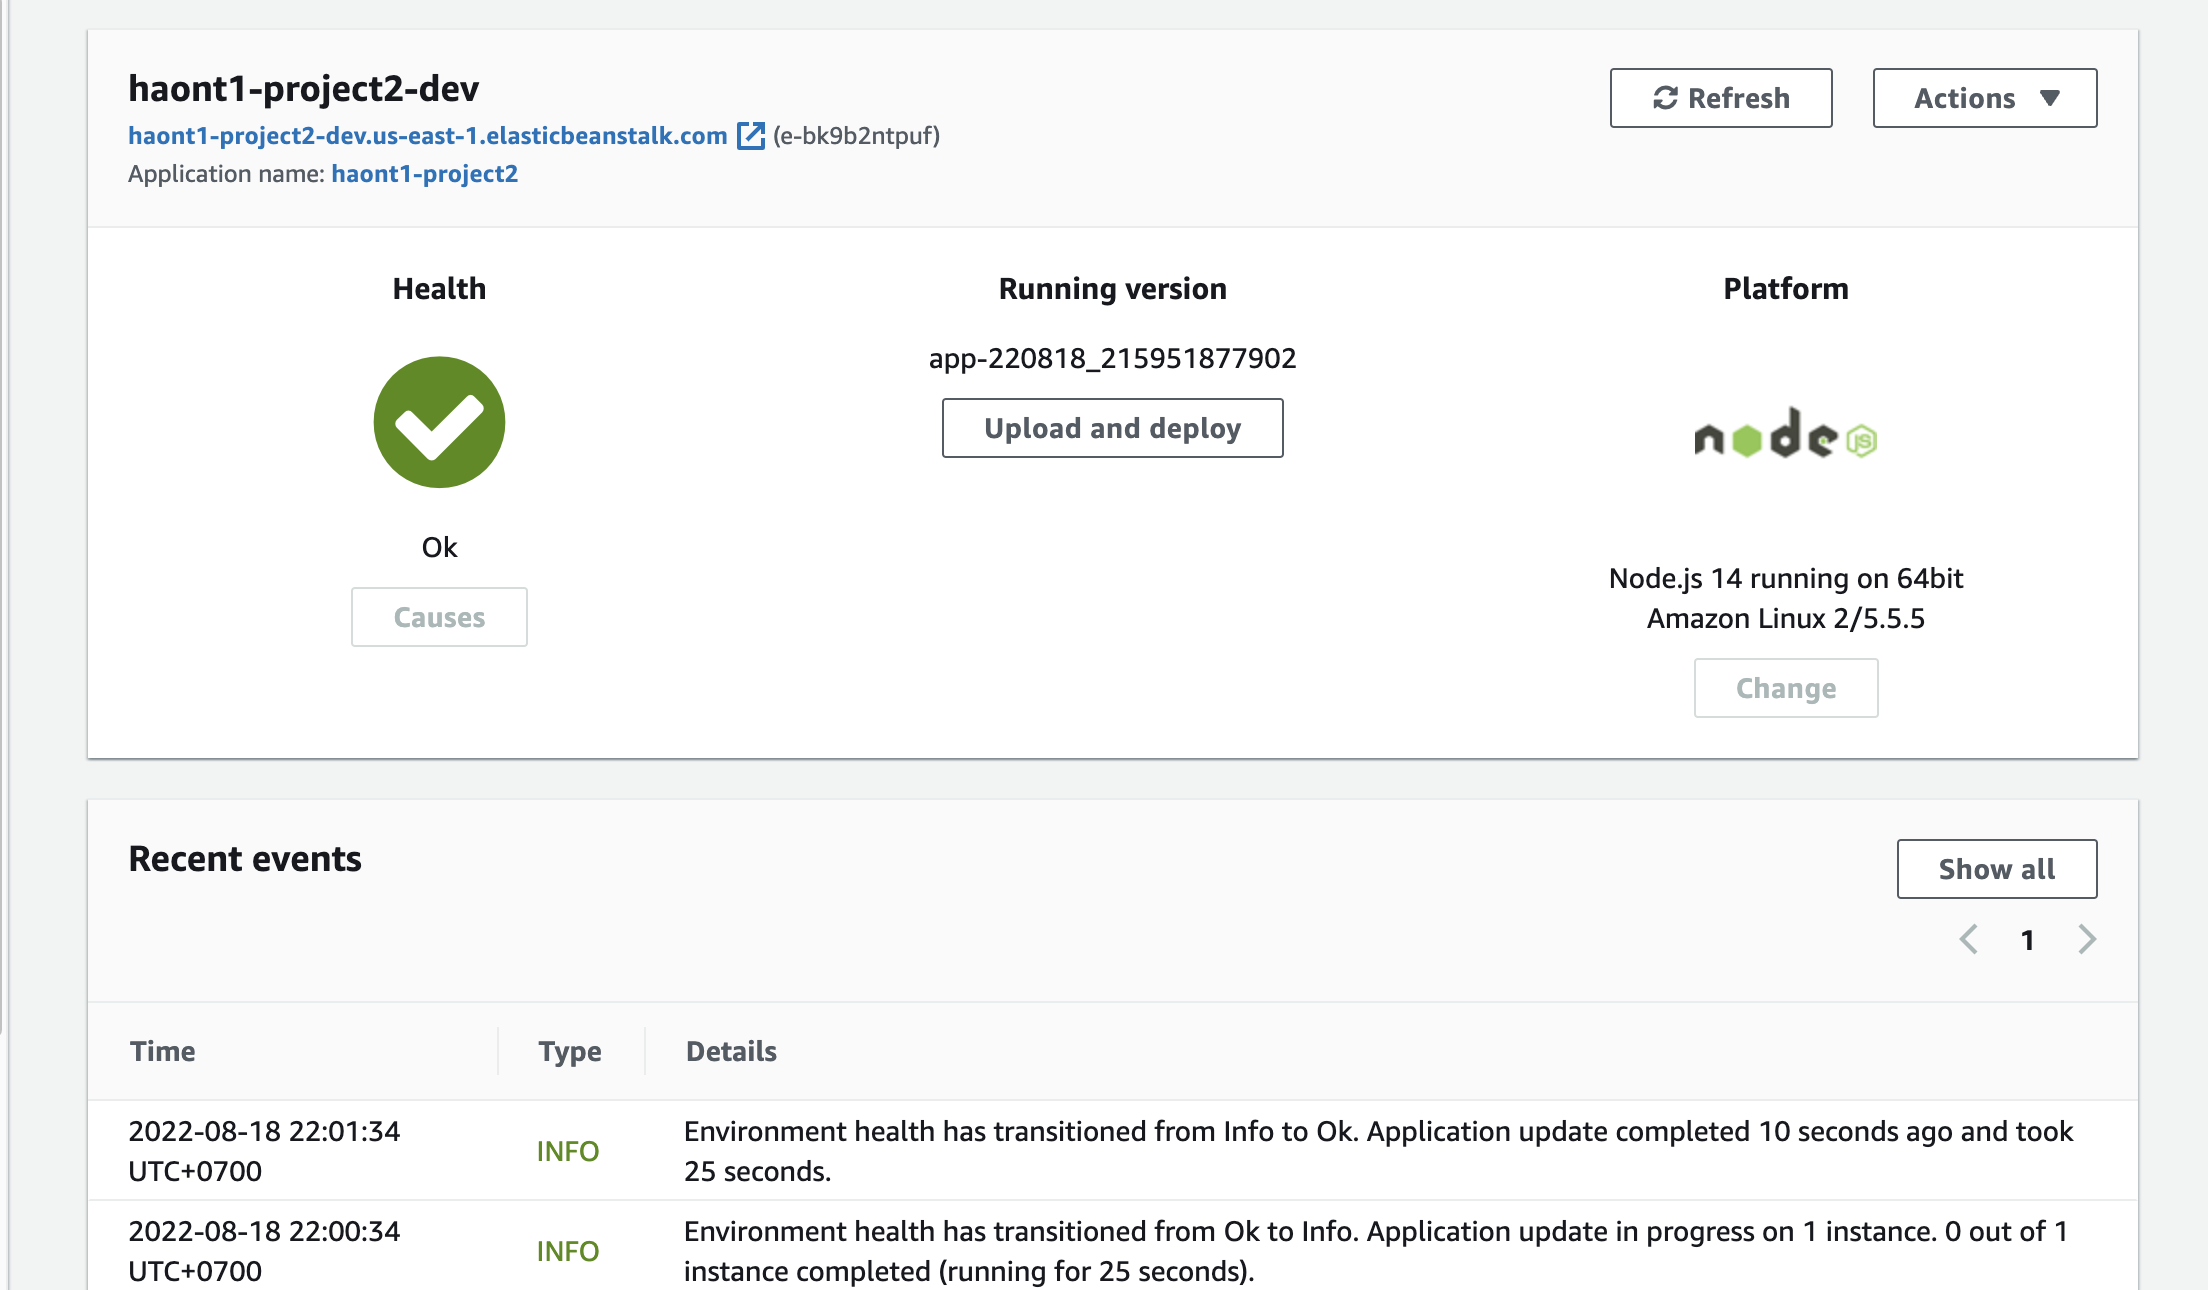 haont1-project2-dev
haont1-project2-dev.us-east-1.elasticbeanstalk.com (e-bk9b2ntpuf)
Application name: haont1-project2
Refresh
Actions
Health
Ok
Causes
Running version
app-220818_215951877902
Upload and deploy
Platform
node JS
Node.js 14 running on 64bit
Amazon Linux 2/5.5.5
Change
Recent events
Show all
1
Time Type Details
2022-08-18 22:01:34
UTC+0700
INFO
Environment health has transitioned from Info to Ok. Application update completed 10 seconds ago and took
25 seconds.
2022-08-18 22:00:34
UTC+0700
INFO
Environment health has transitioned from Ok to Info. Application update in progress on 1 instance. 0 out of 1
instance completed (running for 25 seconds).